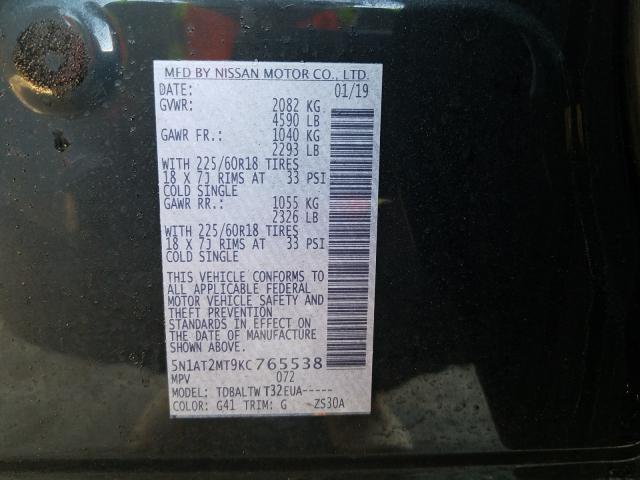 MFD BY NISSAN MOTOR CO., LTD.
DATE: 01/19
GVWR: 2082 KG
4590 LB
GAWR FR.: 1040 KG
2293 LB
WITH 225/60R18 TIRES
18 X 7J RIMS AT 33 PSI
COLD SINGLE
GAWR RR.: 1055 KG
2326 LB
WITH 225/60R18 TIRES
18 X 7J RIMS AT 33 PSI
COLD SINGLE
THIS VEHICLE CONFORMS TO
ALL APPLICABLE FEDERAL
MOTOR VEHICLE SAFETY AND
THEFT PREVENTION
STANDARDS IN EFFECT ON
THE DATE OF MANUFACTURE
SHOWN ABOVE
5N1AT2MT9KC765538
MPV 072
MODEL: TDBALTW T32EUA-----
COLOR: G41 TRIM: G ZS30A